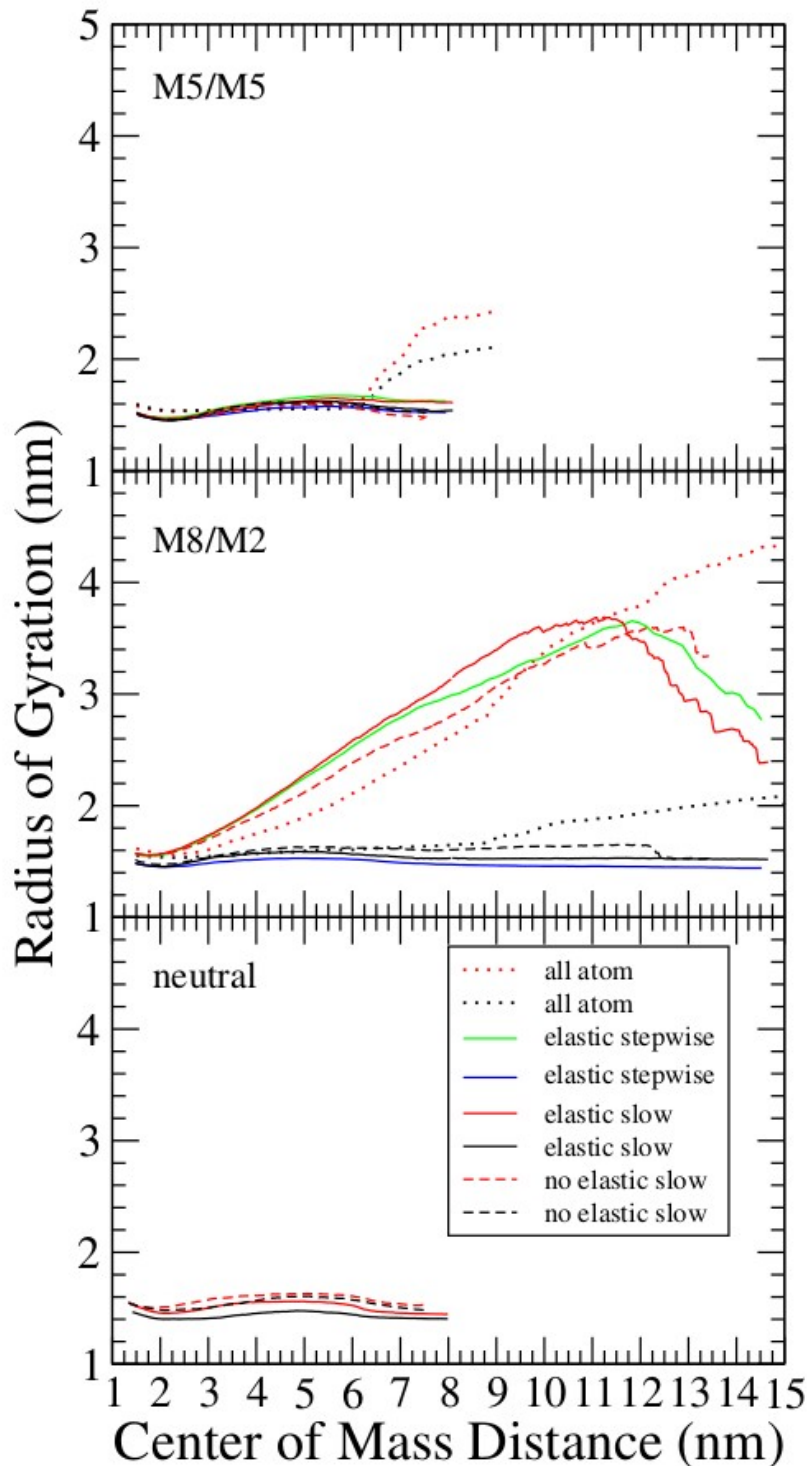 5
M5/M5
4
3
2
1
M8/M2
4
3
2
1
neutral
all atom
all atom
4
elastic stepwise
elastic stepwise
elastic slow
3
elastic slow
no elastic slow
no elastic slow
2
1
1 2 3 4 5 6 7 8 9 10 11 12 13 14 15
Center of Mass Distance (nm)
Radius of Gyration (nm)